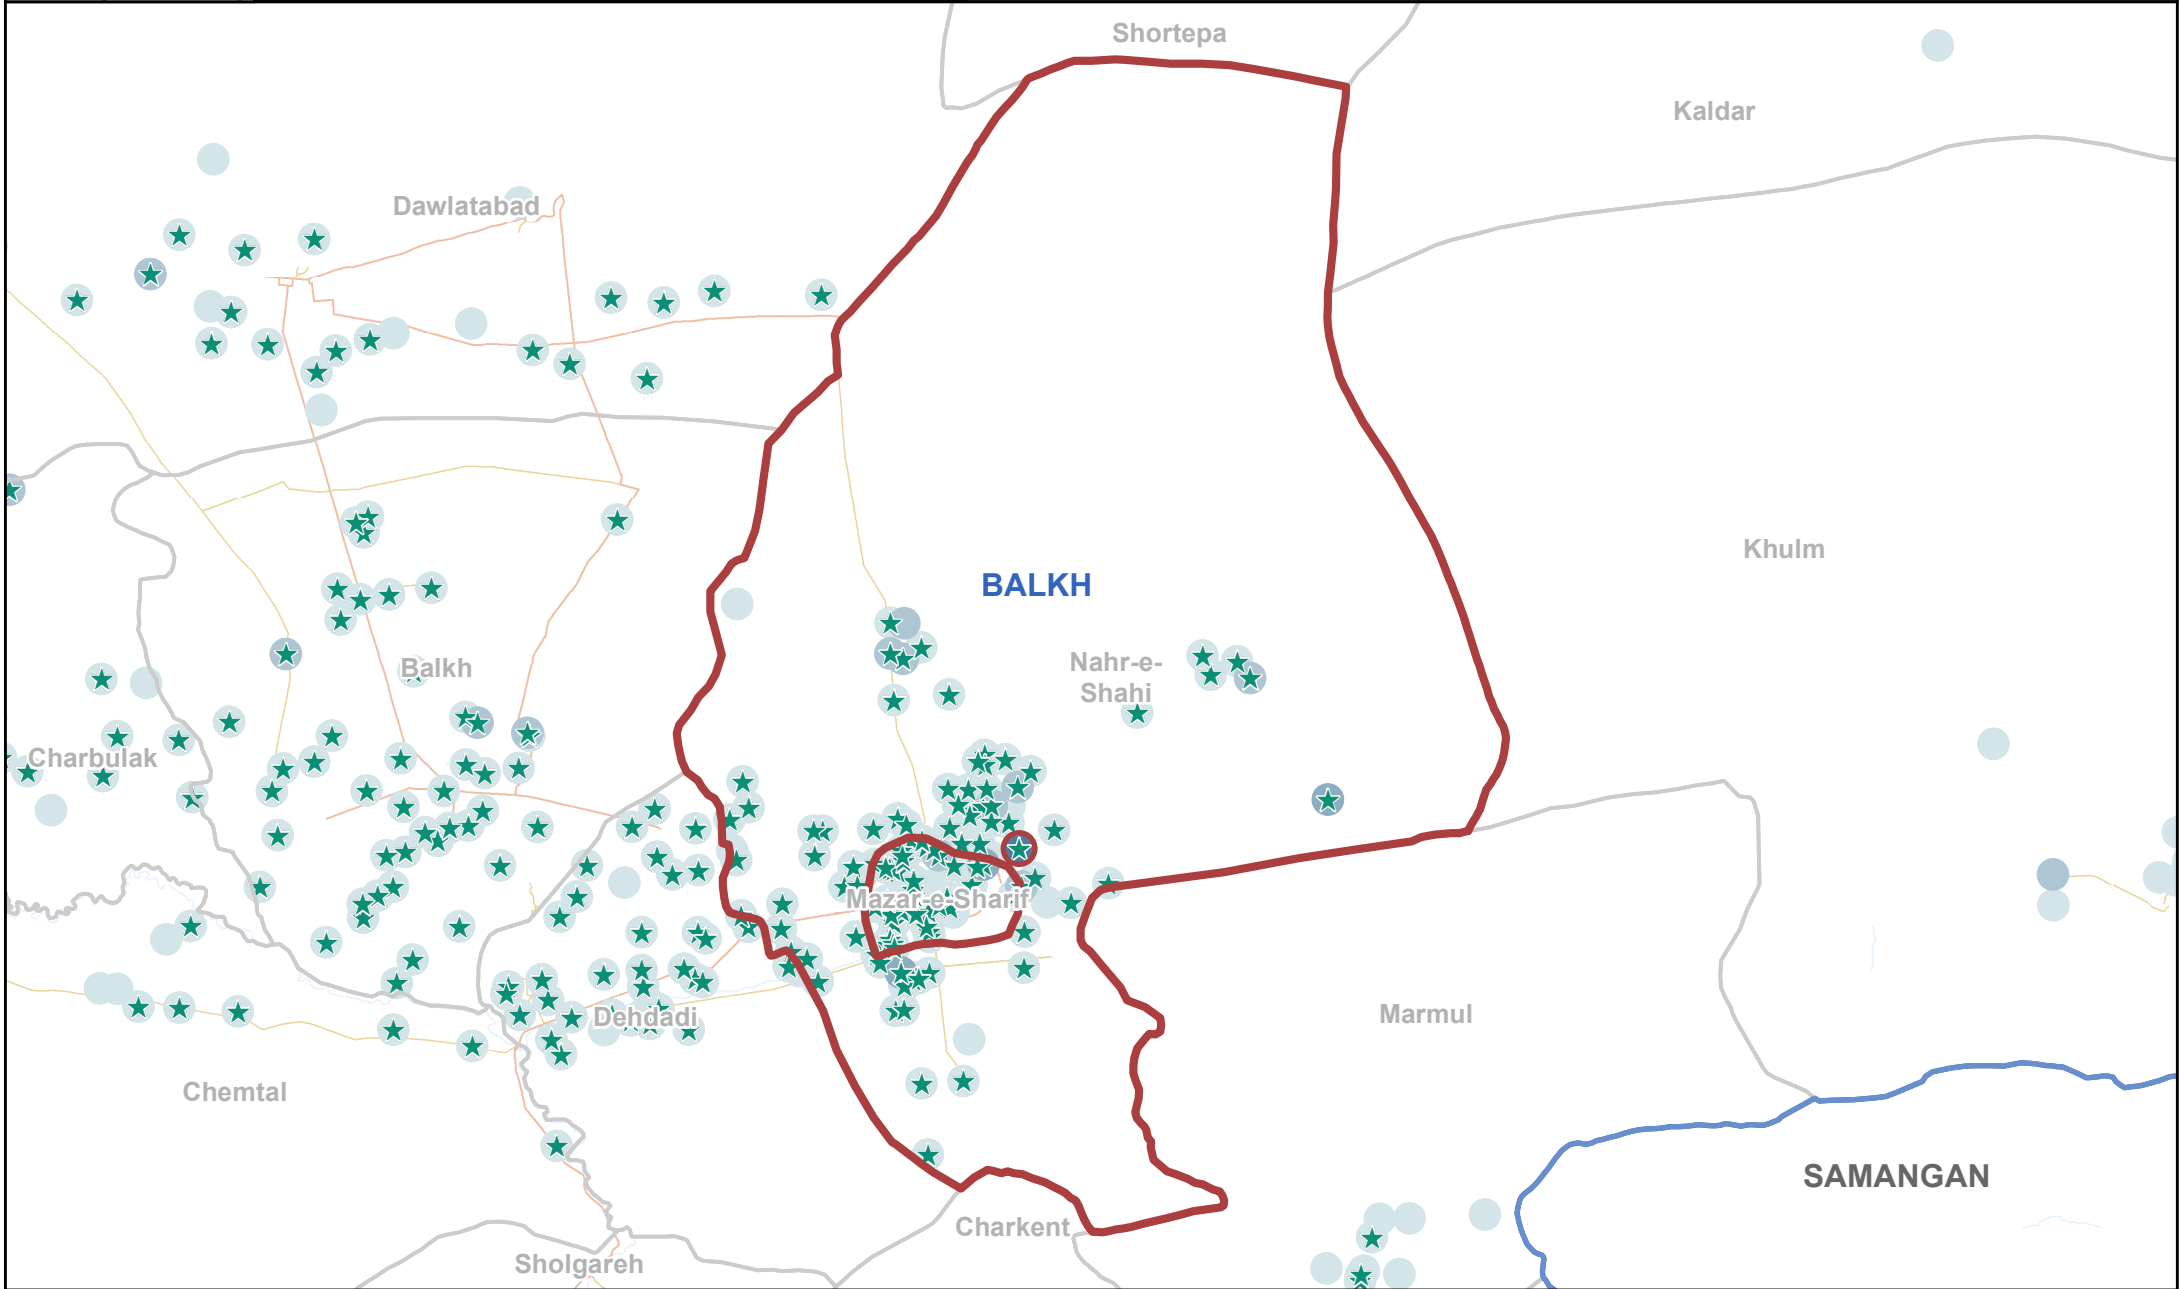 Shortepa
Kaldar
Dawlatabad
Khulm
BALKH
Balkh
Nahr-e-
Shahi
Charbulak
Mazar-e-Sharif
Dehdadi
Marmul
Chemtal
SAMANGAN
Charkent
Sholgareh